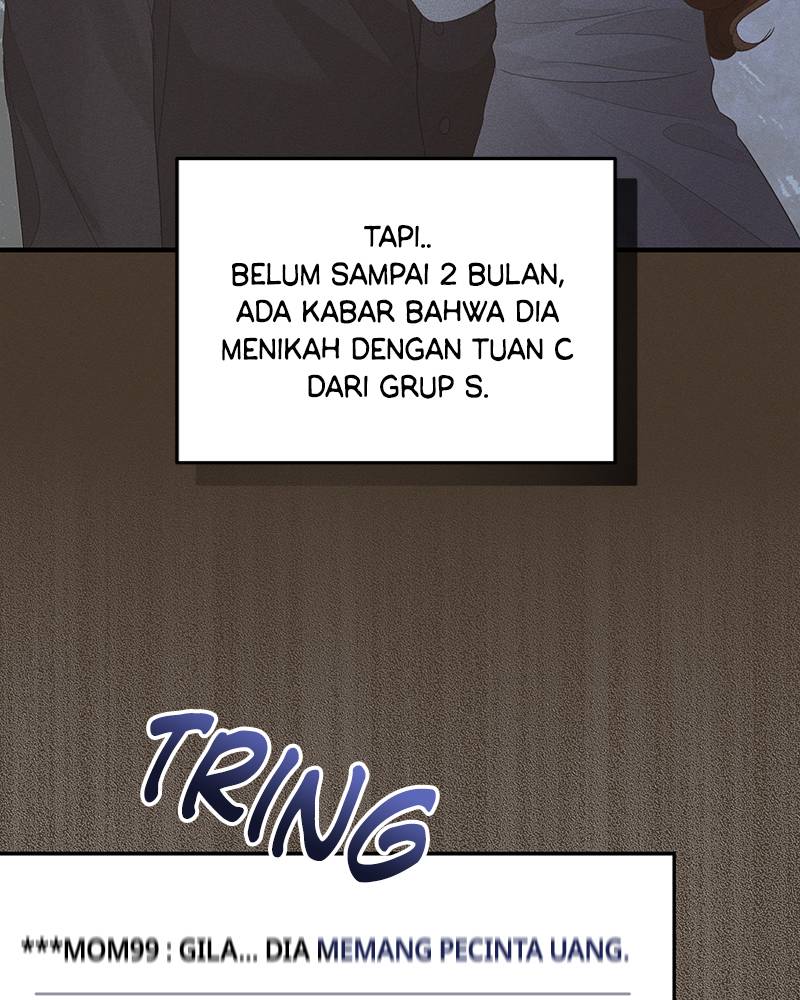 TAPI..
BELUM SAMPAI 2 BULAN,
ADA KABAR BAHWA DIA
MENIKAH DENGAN TUAN C
DARI GRUP S.
TRING
***MOM99 : GILA... DIA MEMANG PECINTA UANG.